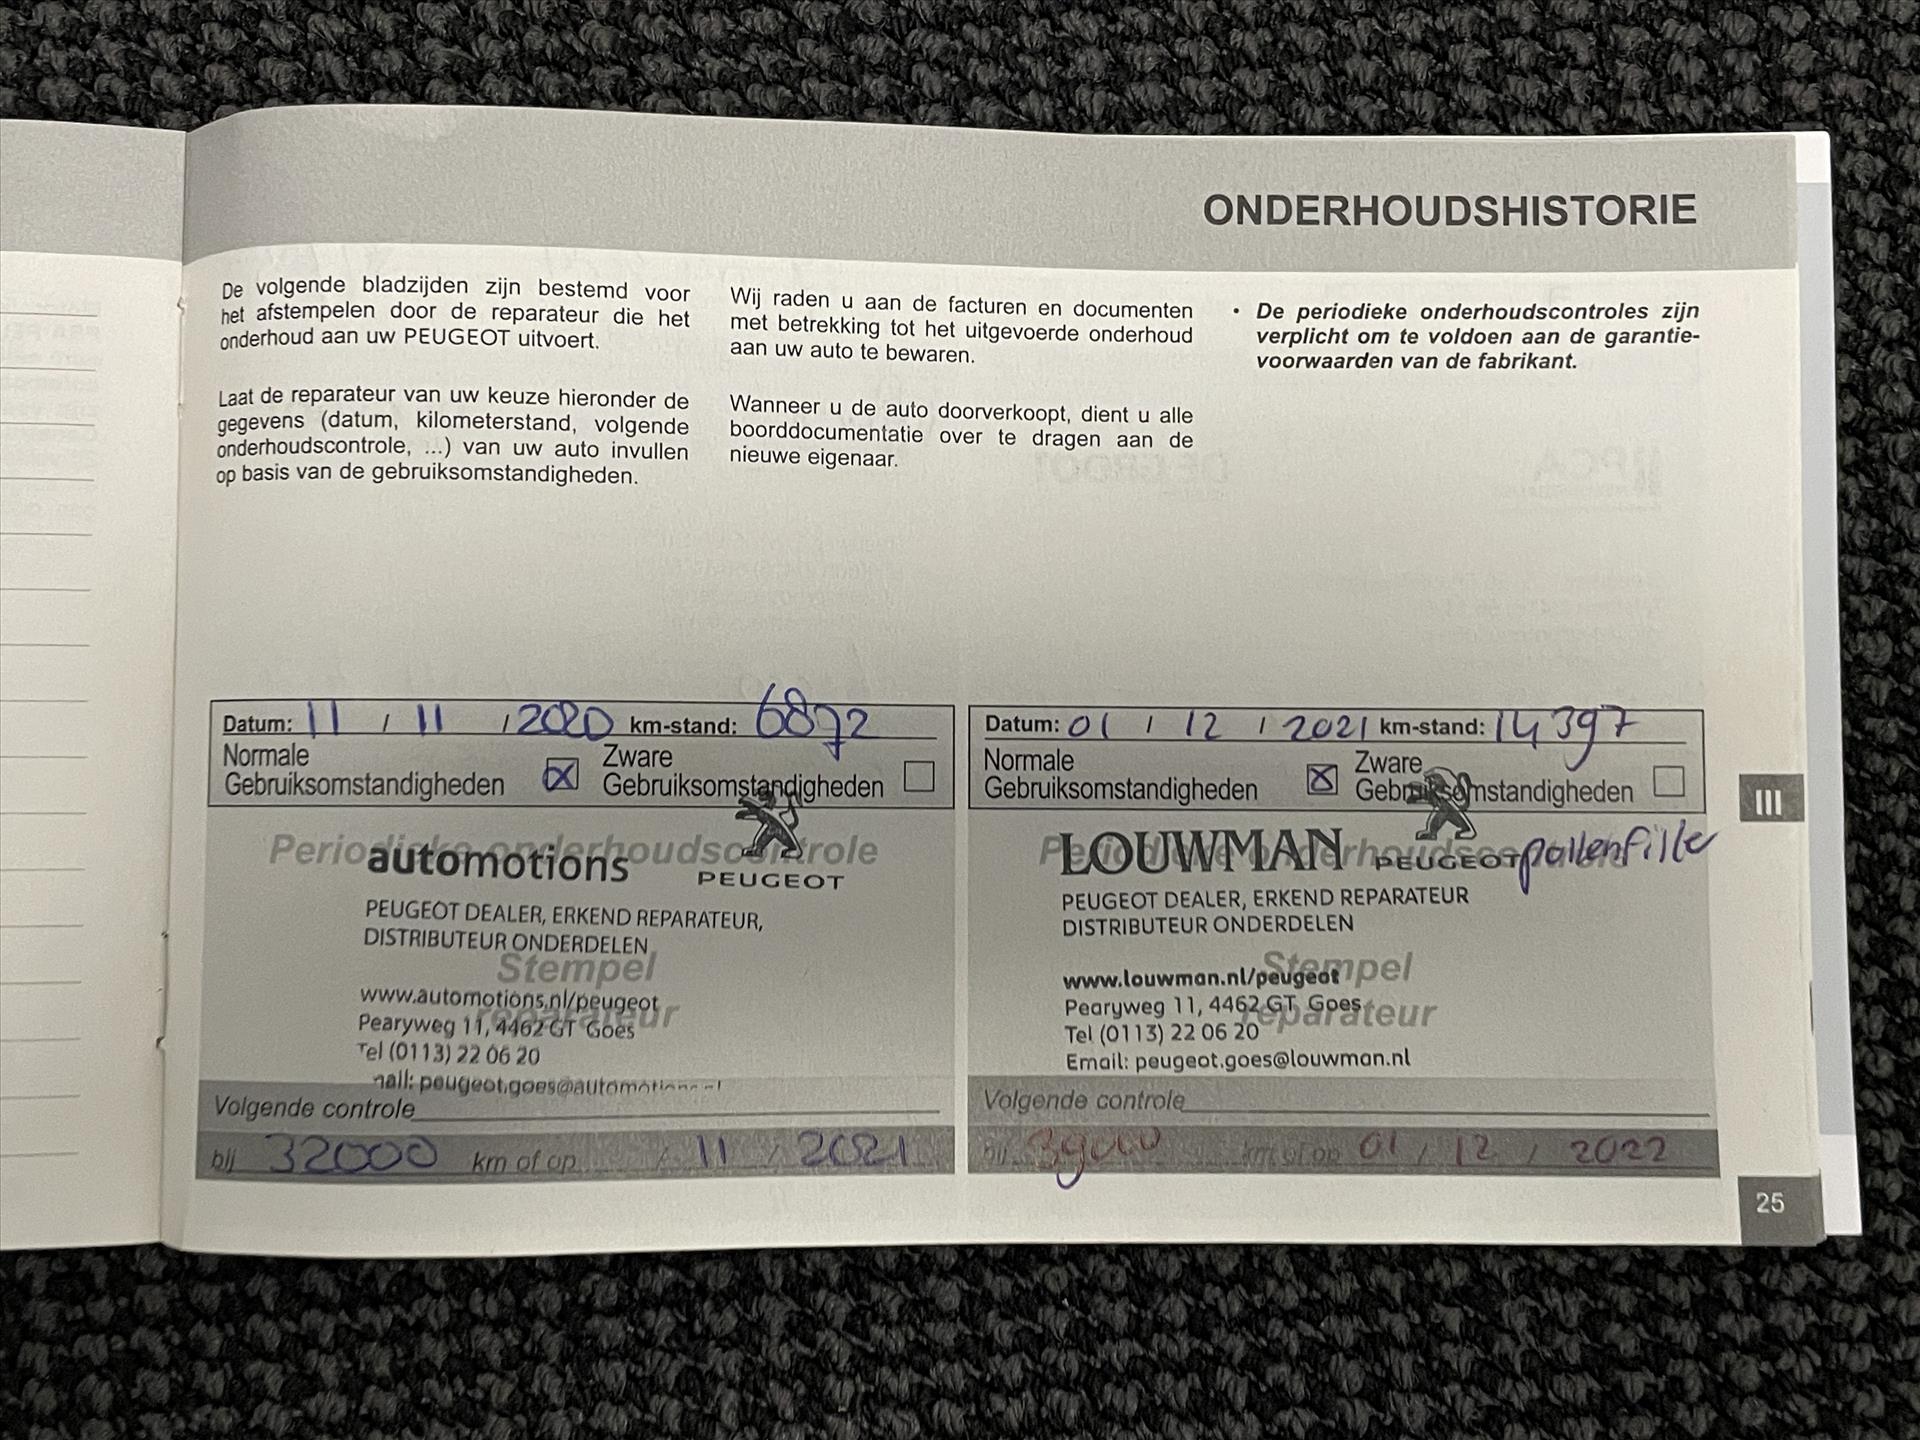 ONDERHOUDSHISTORIE
De volgende bladzijden zijn bestemd voor
het afstempelen door de reparateur die het
onderhoud aan uw PEUGEOT uitvoert.
Laat de reparateur van uw keuze hieronder de
gegevens (datum, kilometerstand, volgende
onderhoudscontrole, ...) van uw auto invullen
op basis van de gebruiksomstandigheden.
Wij raden u aan de facturen en documenten
met betrekking tot het uitgevoerde onderhoud
aan uw auto te bewaren.
Wanneer u de auto doorverkoopt, dient u alle
boorddocumentatie over te dragen aan de
nieuwe eigenaar.
• De periodieke onderhoudscontroles zijn
verplicht om te voldoen aan de garantie-
voorwaarden van de fabrikant.
Datum: 11 / 11 / 2020 km-stand: 6872
Normale Zware
Gebruiksomstandigheden Gebruiksomstandigheden
Periodieke onderhoudscontrole
automotions
PEUGEOT
PEUGEOT DEALER, ERKEND REPARATEUR,
DISTRIBUTEUR ONDERDELEN
Stempel
reparateur
www.automotions.nl/peugeot
Pearyweg 11, 4462 GT Goes
Tel (0113) 22 06 20
mail: peugeot.goes@automotions.nl
Volgende controle
bij 32000 km of op / 11 / 2021
Datum: 01 / 12 / 2021 km-stand: 14397
Normale Zware
Gebruiksomstandigheden Gebruiksomstandigheden
Periodieke onderhoudscontrole
LOUWMAN PEUGEOT pollenfilter
PEUGEOT DEALER, ERKEND REPARATEUR
DISTRIBUTEUR ONDERDELEN
Stempel
reparateur
www.louwman.nl/peugeot
Pearyweg 11, 4462 GT Goes
Tel (0113) 22 06 20
Email: peugeot.goes@louwman.nl
Volgende controle
bij 39000 km of op 01 / 12 / 2022
III
25